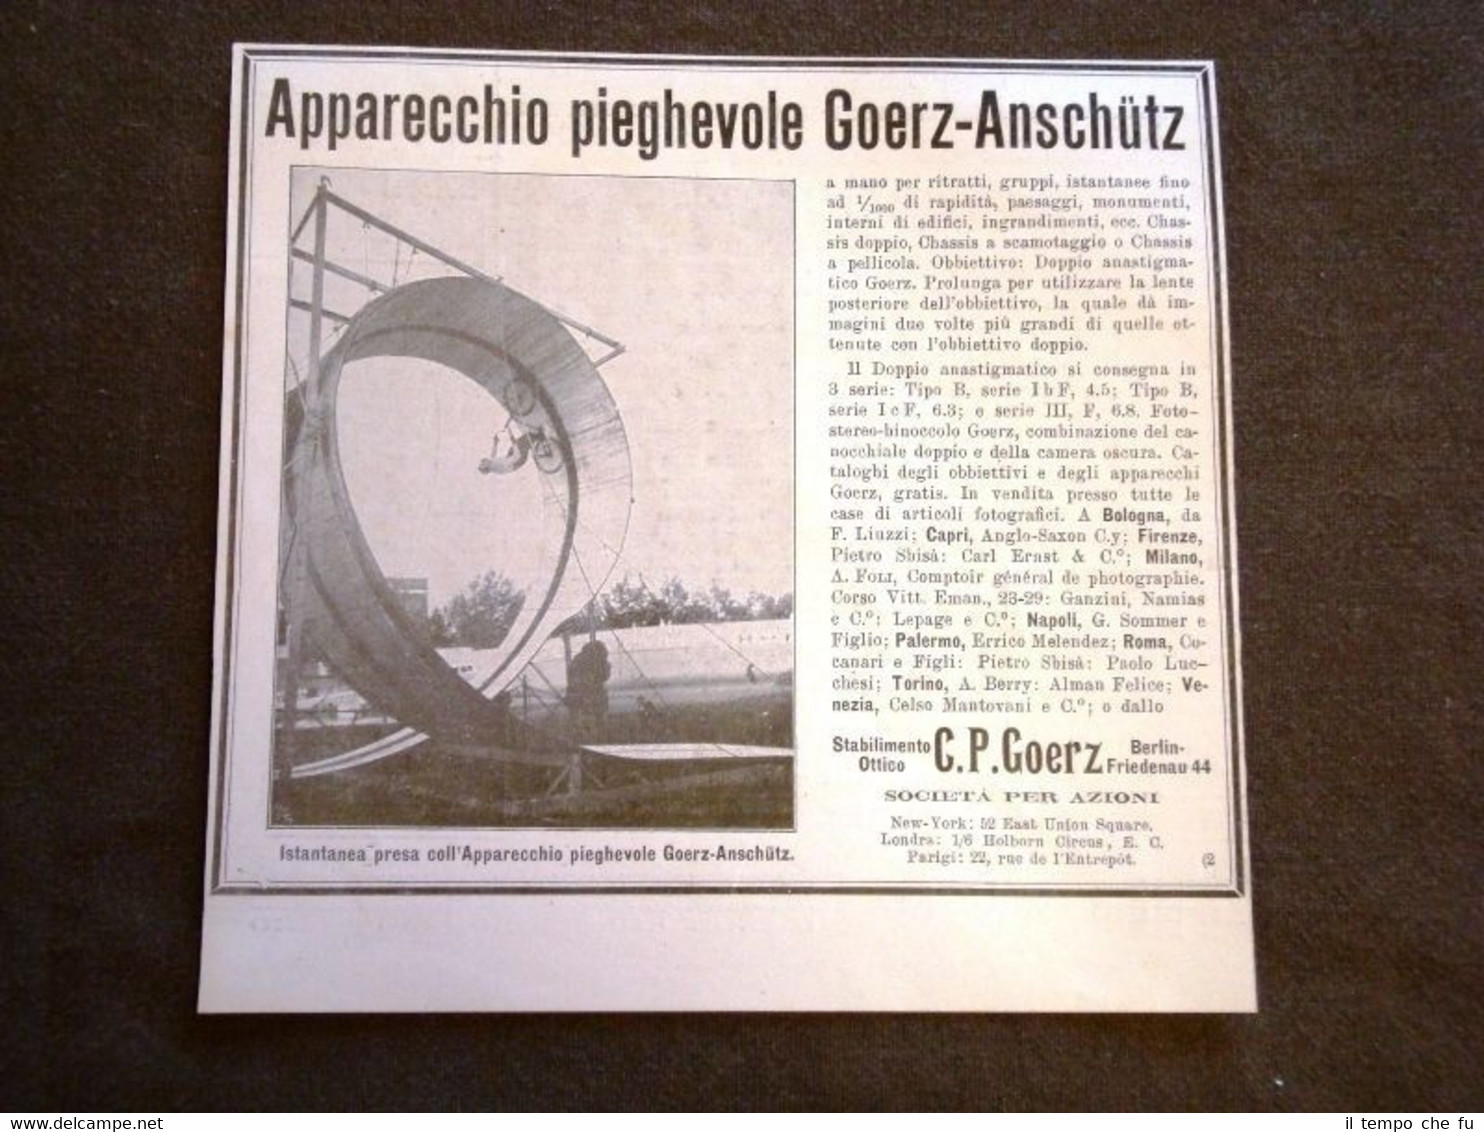 Apparecchio pieghevole Goerz-Anschütz
a mano per ritratti, gruppi, istantanee fino
ad 1/1000 di rapidità, paesaggi, monumenti,
interni di edifici, ingrandimenti, ecc. Chas-
sis doppio, Chassis a scamotaggio o Chassis
a pellicola. Obbiettivo: Doppio anastigma-
tico Goerz. Prolunga per utilizzare la lente
posteriore dell'obbiettivo, la quale dà im-
magini due volte più grandi di quelle ot-
tenute con l'obbiettivo doppio.
Il Doppio anastigmatico si consegna in
3 serie: Tipo B, serie I b F, 4.5; Tipo B,
serie I c F, 6.3; e serie III, F, 6.8. Foto-
stereo-binoccolo Goerz, combinazione del ca-
nocchiale doppio e della camera oscura. Ca-
taloghi degli obbiettivi e degli apparecchi
Goerz, gratis. In vendita presso tutte le
case di articoli fotografici. A Bologna, da
F. Liuzzi; Capri, Anglo-Saxon C.y; Firenze,
Pietro Sbisà: Carl Ernst & C.º; Milano,
A. FOLI, Comptoir général de photographie.
Corso Vitt. Eman., 23-29: Ganzini, Namias
e C.º: Lepage e C.º; Napoli, G. Sommer e
Figlio; Palermo, Errico Melendez; Roma, Co-
canari e Figli: Pietro Sbisà: Paolo Luc-
chesi; Torino, A. Berry: Alman Felice; Ve-
nezia, Celso Mantovani e C.º; o dallo
Stabilimento Ottico C.P.Goerz Berlin-Friedenau 44
SOCIETÀ PER AZIONI
New-York: 52 East Union Square.
Londra: 1/6 Holborn Circus, E. C.
Parigi: 22, rue de l'Entrepôt. (2
Istantanea presa coll'Apparecchio pieghevole Goerz-Anschütz.
il tempo che fu